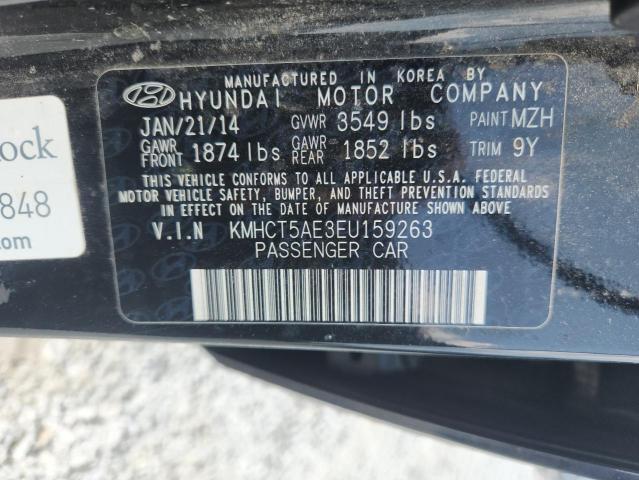 MANUFACTURED IN KOREA BY
HYUNDAI MOTOR COMPANY
JAN/21/14 GVWR 3549 lbs PAINT MZH
GAWR FRONT 1874 lbs GAWR REAR 1852 lbs TRIM 9Y
THIS VEHICLE CONFORMS TO ALL APPLICABLE U.S.A. FEDERAL
MOTOR VEHICLE SAFETY, BUMPER, AND THEFT PREVENTION STANDARDS
IN EFFECT ON THE DATE OF MANUFACTURE SHOWN ABOVE.
V.I.N KMHCT5AE3EU159263
PASSENGER CAR
ock
848
.com